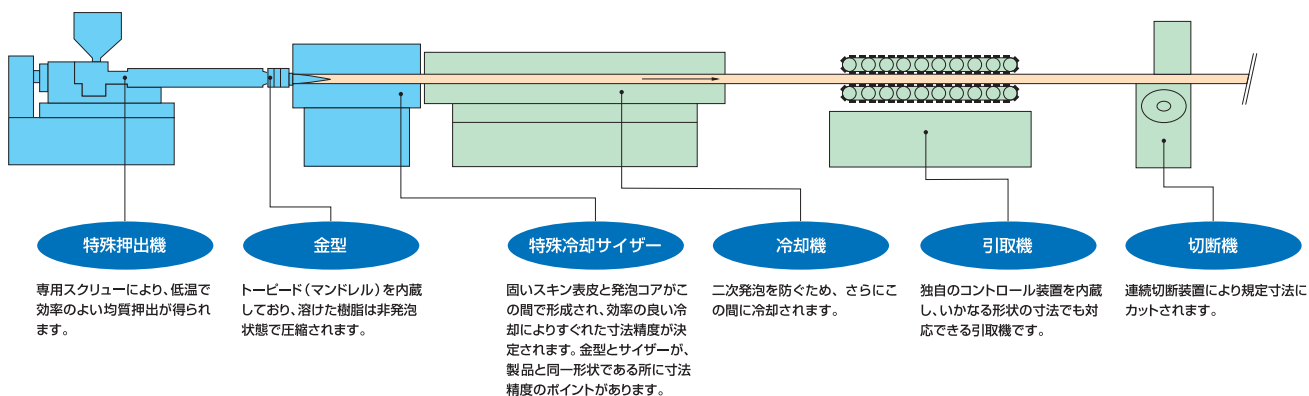 特殊押出機
専用スクリューにより、低温で
効率のよい均質押出が得られ
ます。
金型
トーピード(マンドレル)を内蔵
しており、溶けた樹脂は非発泡
状態で圧縮されます。
特殊冷却サイザー
固いスキン表皮と発泡コアがこ
の間で形成され、効率の良い冷
却によりすぐれた寸法精度が決
定されます。金型とサイザーが、
製品と同一形状である所に寸法
精度のポイントがあります。
冷却機
二次発泡を防ぐため、さらにこ
の間に冷却されます。
引取機
独自のコントロール装置を内蔵
し、いかなる形状の寸法でも対
応できる引取機です。
切断機
連続切断装置により規定寸法に
カットされます。